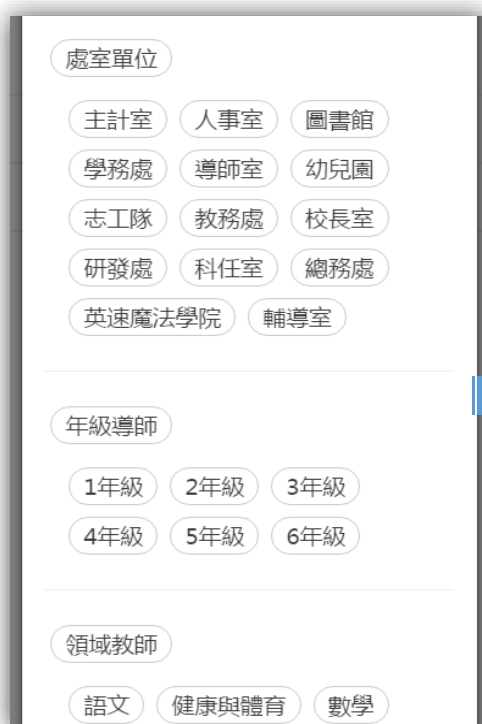 處室單位
主計室 人事室 圖書館
學務處 導師室 幼兒園
志工隊 教務處 校長室
研發處 科任室 總務處
英速魔法學院 輔導室
年級導師
1年級 2年級 3年級
4年級 5年級 6年級
領域教師
語文 健康與體育 數學